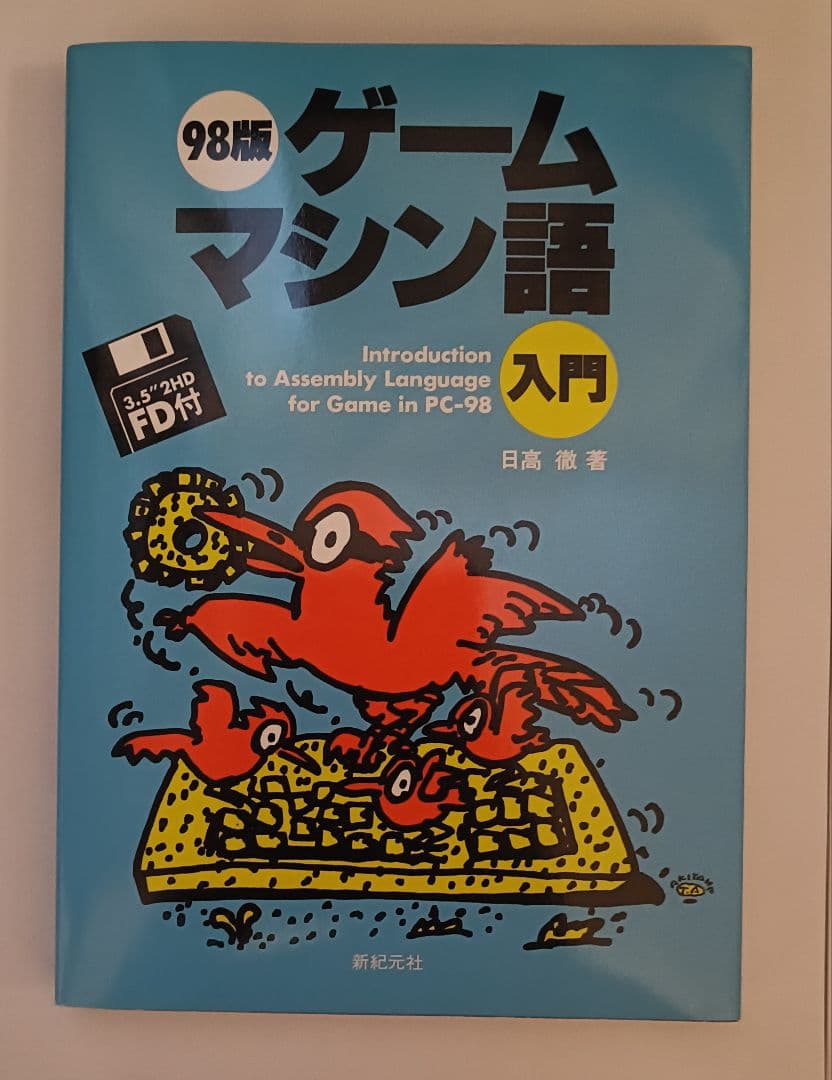 98版
ゲーム
マシン語
入門
Introduction
to Assembly Language
for Game in PC-98
3.5" 2HD
FD付
日高 徹 著
T.A
新紀元社